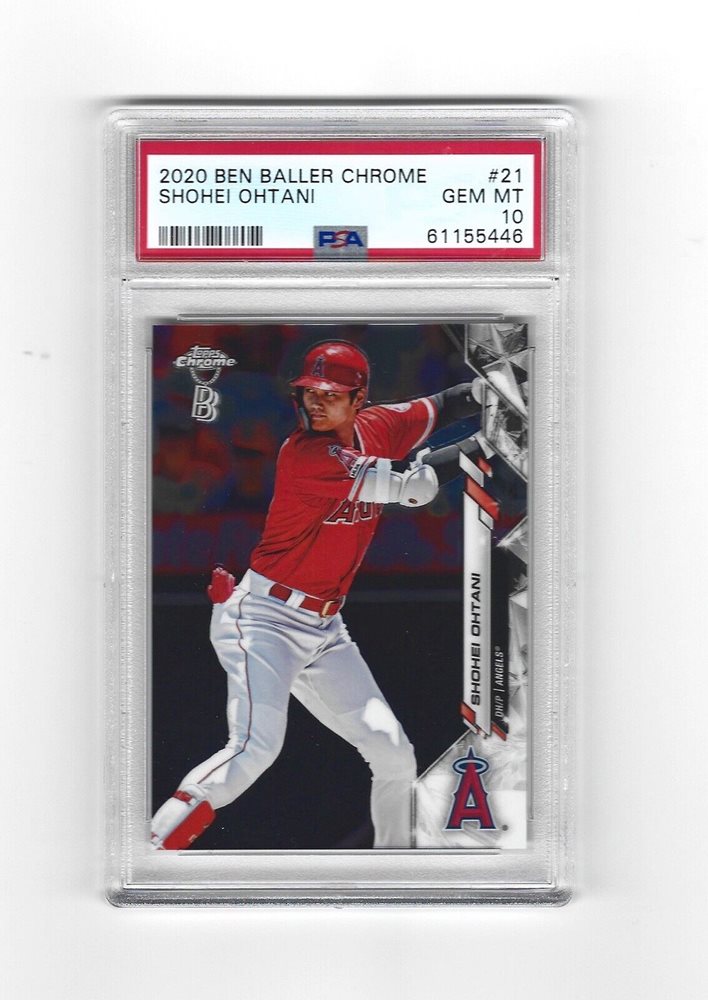 2020 BEN BALLER CHROME #21
SHOHEI OHTANI GEM MT
10
PSA 61155446
Topps
Chrome
B
A
SHOHEI OHTANI
DH/P | ANGELS®
A®